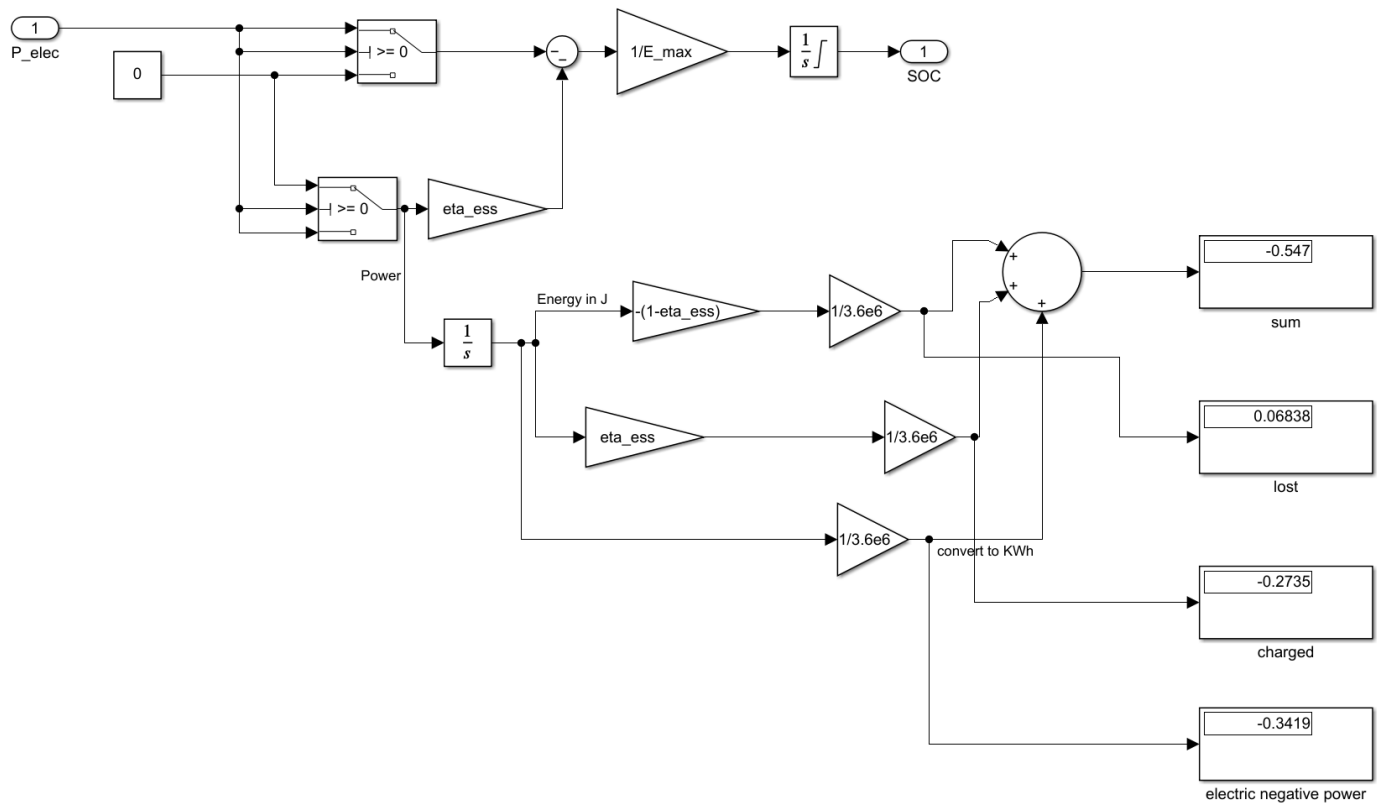 1
P_elec
>= 0
0
1/E_max
1
s
1
SOC
>= 0
eta_ess
Power
Energy in J
-(1-eta_ess)
1/3.6e6
1
s
eta_ess
1/3.6e6
1/3.6e6
convert to KWh
-0.547
sum
0.06838
lost
-0.2735
charged
-0.3419
electric negative power